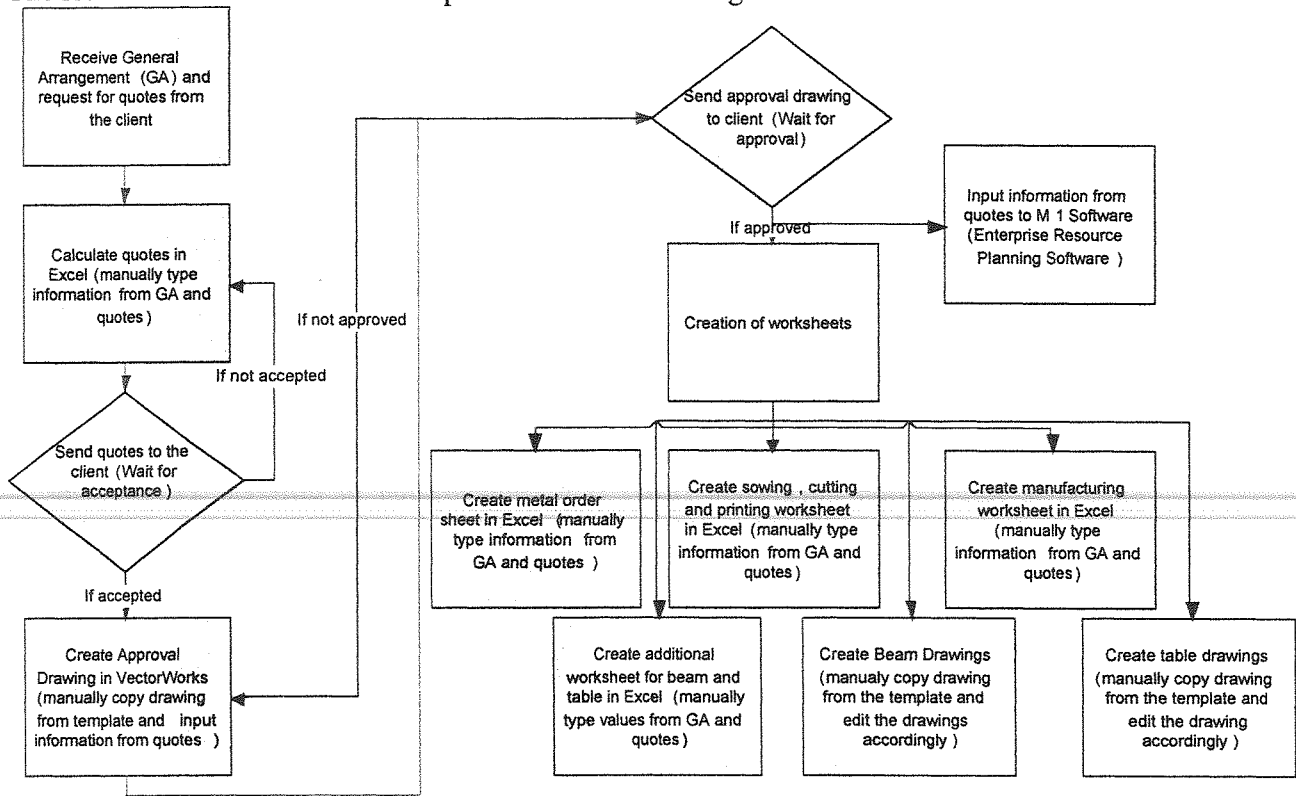 Receive General
Arrangement (GA) and
request for quotes from
the client
Calculate quotes in
Excel (manually type
information from GA and
quotes)
If not accepted
Send quotes to the
client (Wait for
acceptance)
If accepted
Create Approval
Drawing in VectorWorks
(manually copy drawing
from template and input
information from quotes)
If not approved
Send approval drawing
to client (Wait for
approval)
If approved
Input information from
quotes to M 1 Software
(Enterprise Resource
Planning Software)
Creation of worksheets
Create metal order
sheet in Excel (manually
type information from
GA and quotes)
Create sowing, cutting
and printing worksheet
in Excel (manually type
information from GA and
quotes)
Create manufacturing
worksheet in Excel
(manually type
information from GA and
quotes)
Create additional
worksheet for beam and
table in Excel (manually
type values from GA and
quotes)
Create Beam Drawings
(manualy copy drawing
from the template and
edit the drawings
accordingly)
Create table drawings
(manually copy drawing
from the template and
edit the drawing
accordingly)